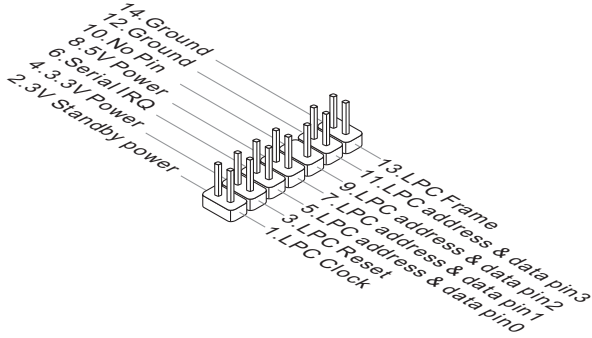 14.Ground
12.Ground
10.No Pin
8.5V Power
6.Serial IRQ
4.3.3V Power
2.3V Standby power
13.LPC Frame
11.LPC address & data pin3
9.LPC address & data pin2
7.LPC address & data pin1
5.LPC address & data pin0
3.LPC Reset
1.LPC Clock